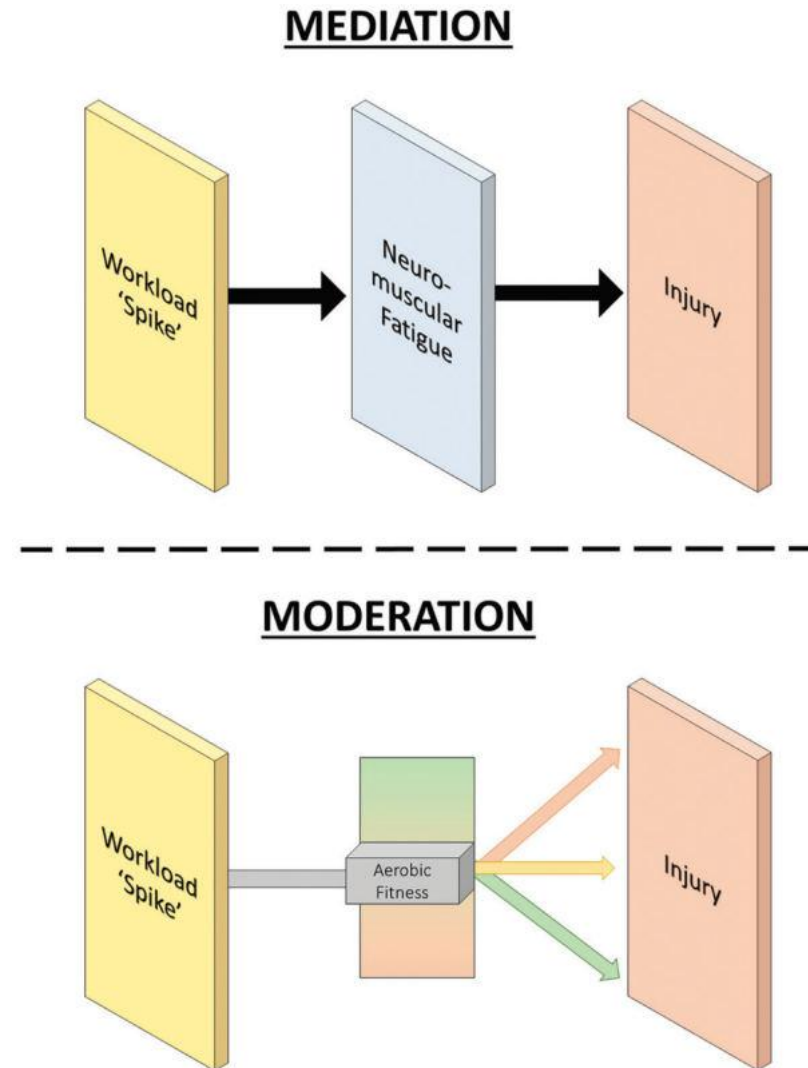 MEDIATION
Workload
'Spike'
Neuro-
muscular
Fatigue
Injury
MODERATION
Workload
'Spike'
Aerobic
Fitness
Injury